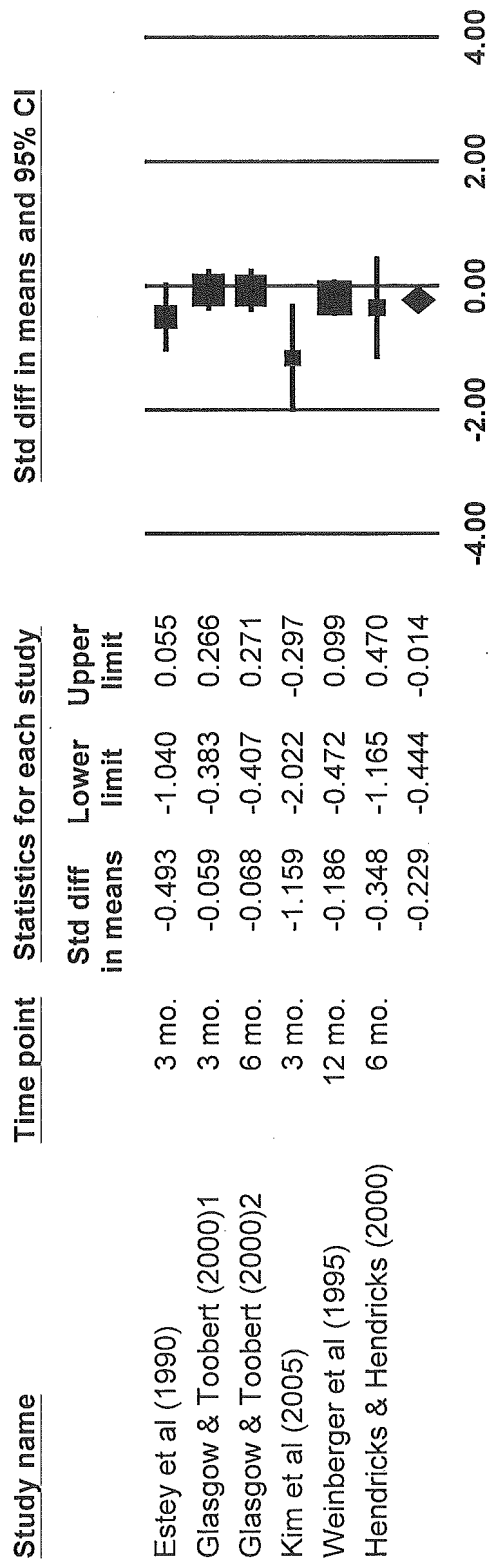 Study name Time point Statistics for each study Std diff in means and 95% CI
Std diff in means Lower limit Upper limit
Estey et al (1990) 3 mo. -0.493 -1.040 0.055
Glasgow & Toobert (2000)1 3 mo. -0.059 -0.383 0.266
Glasgow & Toobert (2000)2 6 mo. -0.068 -0.407 0.271
Kim et al (2005) 3 mo. -1.159 -2.022 -0.297
Weinberger et al (1995) 12 mo. -0.186 -0.472 0.099
Hendricks & Hendricks (2000) 6 mo. -0.348 -1.165 0.470
-0.229 -0.444 -0.014
-4.00 -2.00 0.00 2.00 4.00